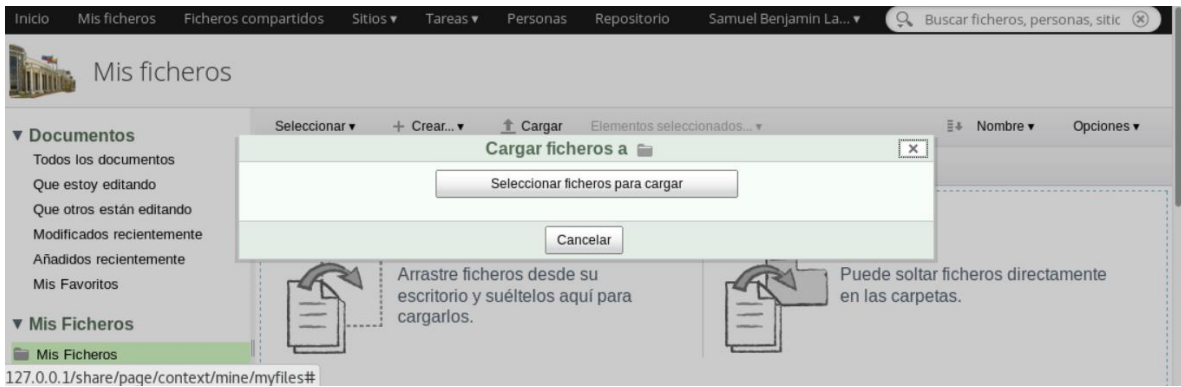 Inicio Mis ficheros Ficheros compartidos Sitios ▾ Tareas ▾ Personas Repositorio Samuel Benjamin La... ▾ Buscar ficheros, personas, sitic
Mis ficheros
▼ Documentos
Todos los documentos
Que estoy editando
Que otros están editando
Modificados recientemente
Añadidos recientemente
Mis Favoritos
▼ Mis Ficheros
Mis Ficheros
Seleccionar ▾ + Crear... ▾ Cargar Elementos seleccionados... ▾ Nombre ▾ Opciones ▾
Cargar ficheros a
Seleccionar ficheros para cargar
Cancelar
Arrastre ficheros desde su
escritorio y suéltelos aquí para
cargarlos.
Puede soltar ficheros directamente
en las carpetas.
127.0.0.1/share/page/context/mine/myfiles#